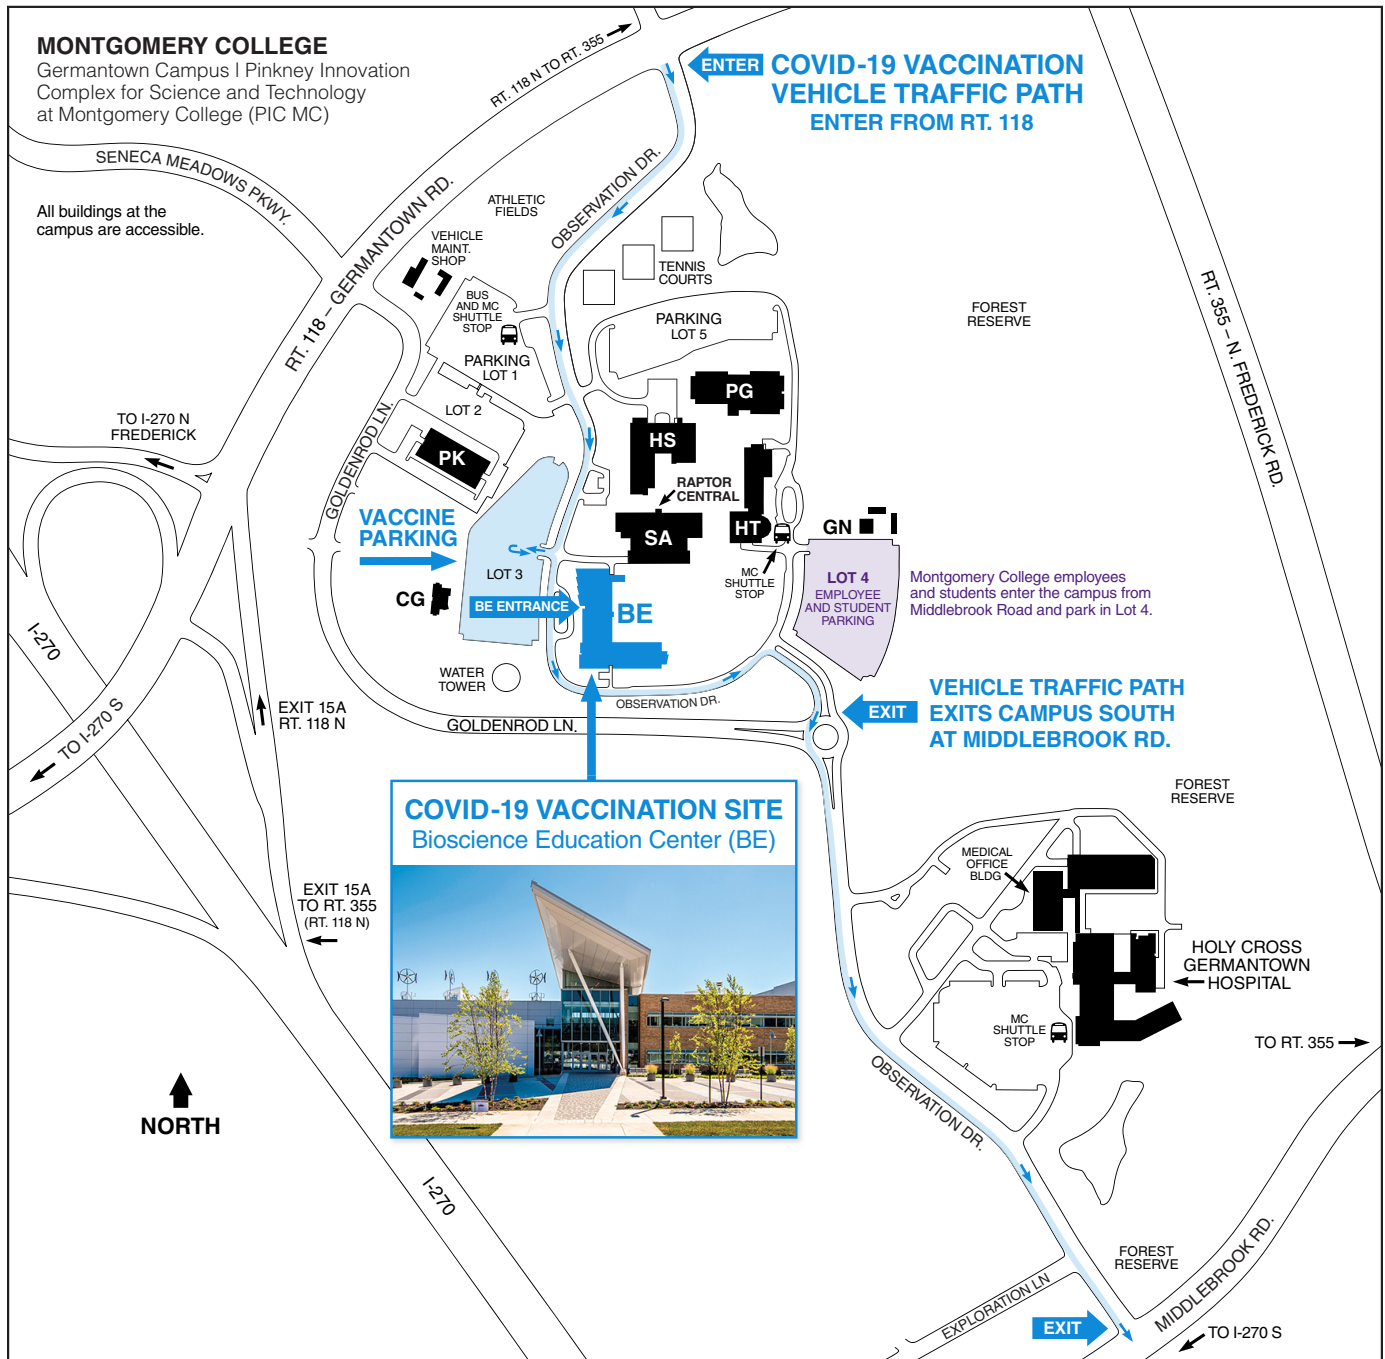 MONTGOMERY COLLEGE
Germantown Campus | Pinkney Innovation
Complex for Science and Technology
at Montgomery College (PIC MC)
RT. 118 N TO RT. 355
ENTER
COVID-19 VACCINATION
VEHICLE TRAFFIC PATH
ENTER FROM RT. 118
SENECA MEADOWS PKWY.
All buildings at the
campus are accessible.
RT. 118 – GERMANTOWN RD.
ATHLETIC
FIELDS
OBSERVATION DR.
VEHICLE
MAINT.
SHOP
TENNIS
COURTS
BUS
AND MC
SHUTTLE
STOP
PARKING
LOT 5
FOREST
RESERVE
RT. 355 – N. FREDERICK RD.
PARKING
LOT 1
PG
LOT 2
TO I-270 N
FREDERICK
GOLDENROD LN.
HS
PK
RAPTOR
CENTRAL
VACCINE
PARKING
SA
HT
GN
LOT 3
MC
SHUTTLE
STOP
LOT 4
EMPLOYEE
AND STUDENT
PARKING
Montgomery College employees
and students enter the campus from
Middlebrook Road and park in Lot 4.
CG
BE ENTRANCE
BE
I-270
WATER
TOWER
OBSERVATION DR.
EXIT 15A
RT. 118 N
GOLDENROD LN.
TO I-270 S
EXIT
VEHICLE TRAFFIC PATH
EXITS CAMPUS SOUTH
AT MIDDLEBROOK RD.
FOREST
RESERVE
COVID-19 VACCINATION SITE
Bioscience Education Center (BE)
MEDICAL
OFFICE
BLDG
EXIT 15A
TO RT. 355
(RT. 118 N)
HOLY CROSS
GERMANTOWN
HOSPITAL
MC
SHUTTLE
STOP
TO RT. 355
OBSERVATION DR.
NORTH
I-270
FOREST
RESERVE
MIDDLEBROOK RD.
EXPLORATION LN
EXIT
TO I-270 S